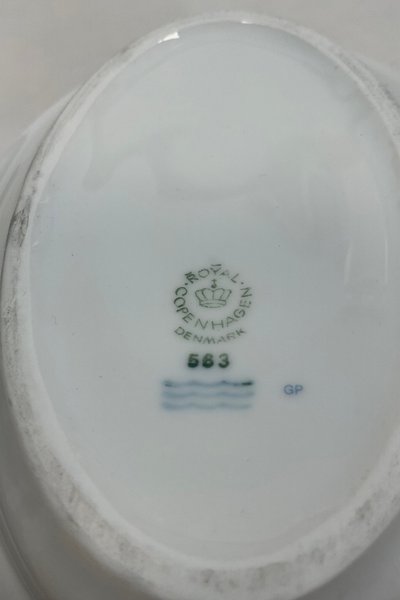 ROYAL
COPENHAGEN
DENMARK
563
GP